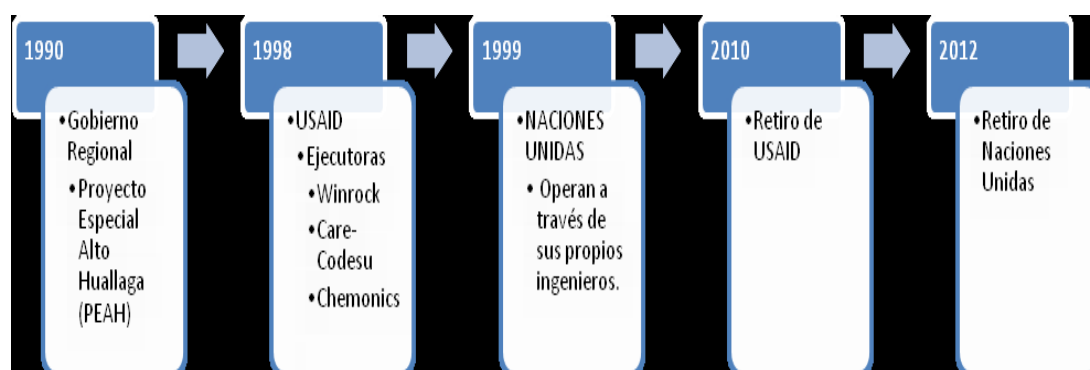 1990
•Gobierno
Regional
•Proyecto
Especial
Alto
Huallaga
(PEAH)
1998
•USAID
•Ejecutoras
•Winrock
•Care-
Codesu
•Chemonics
1999
•NACIONES
UNIDAS
• Operan a
través de
sus propios
ingenieros.
2010
•Retiro de
USAID
2012
•Retiro de
Naciones
Unidas